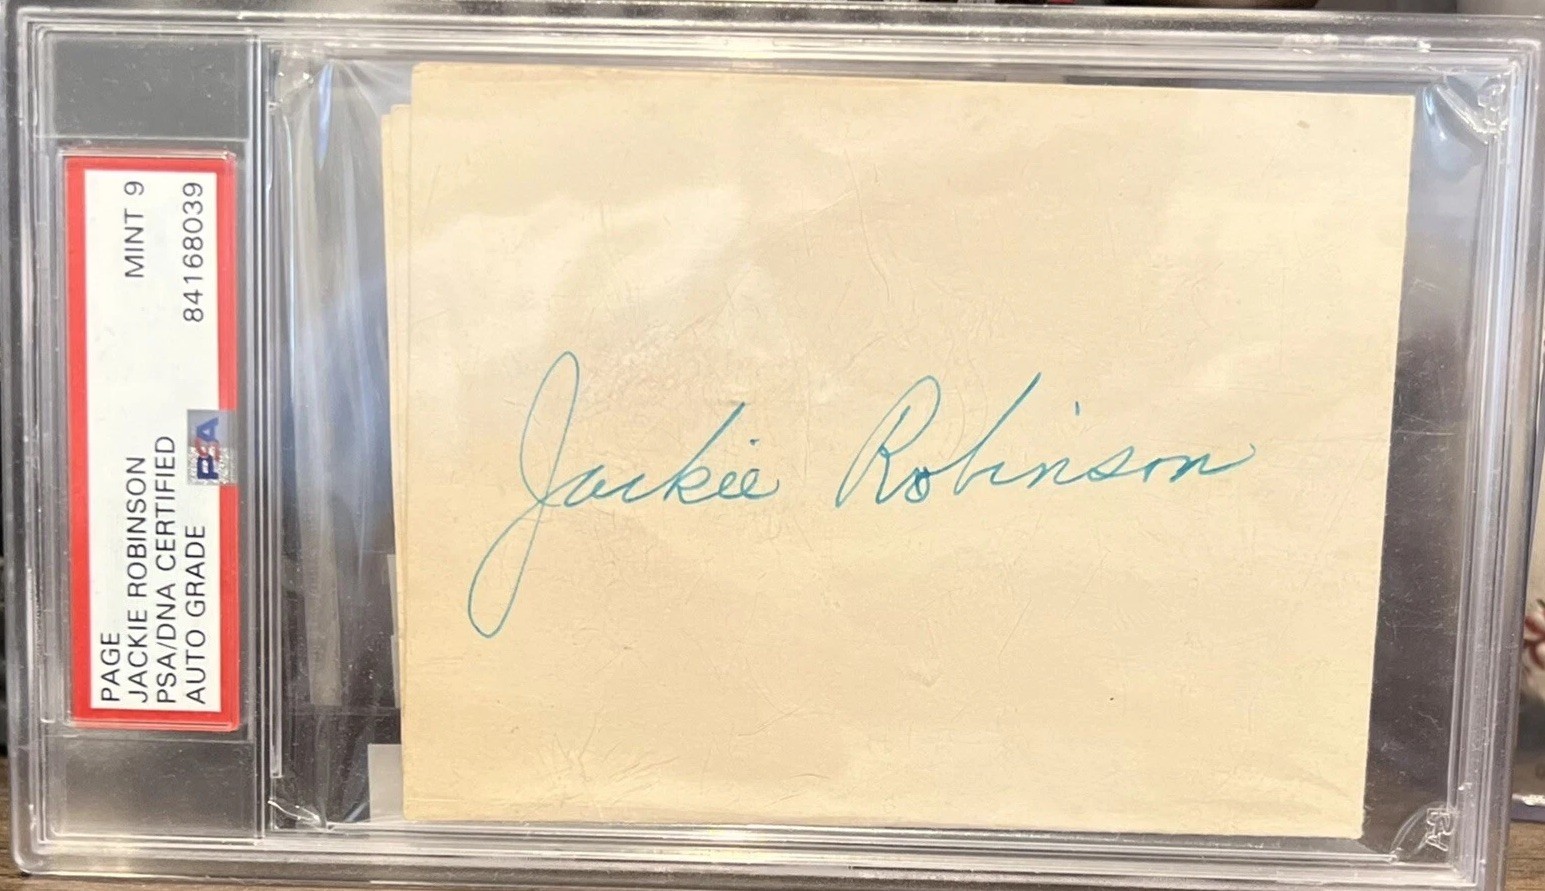 PAGE
JACKIE ROBINSON MINT 9
PSA/DNA CERTIFIED
AUTO GRADE 84168039
PSA
Jackie Robinson